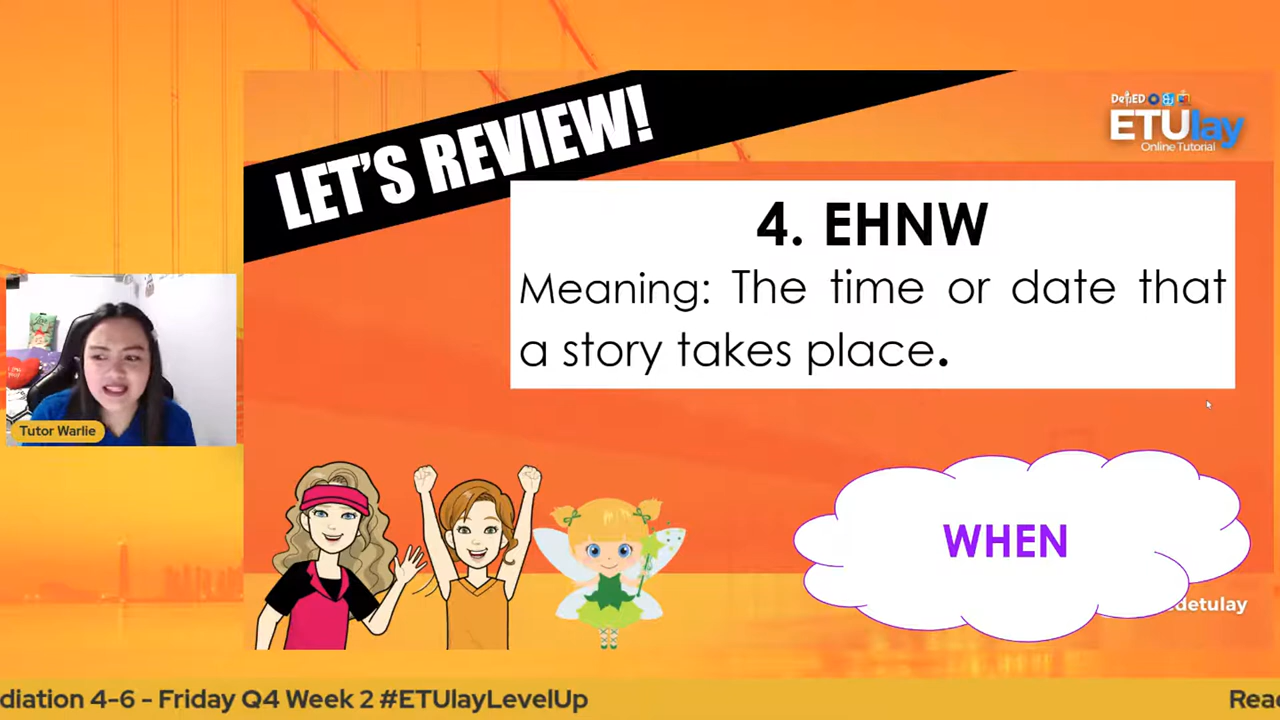 LET'S REVIEW!
DepED
ETUlay
Online Tutorial
4. EHNW
Meaning: The time or date that
a story takes place.
Tutor Warlie
WHEN
detulay
diation 4-6 - Friday Q4 Week 2 #ETUlayLevelUp
Read